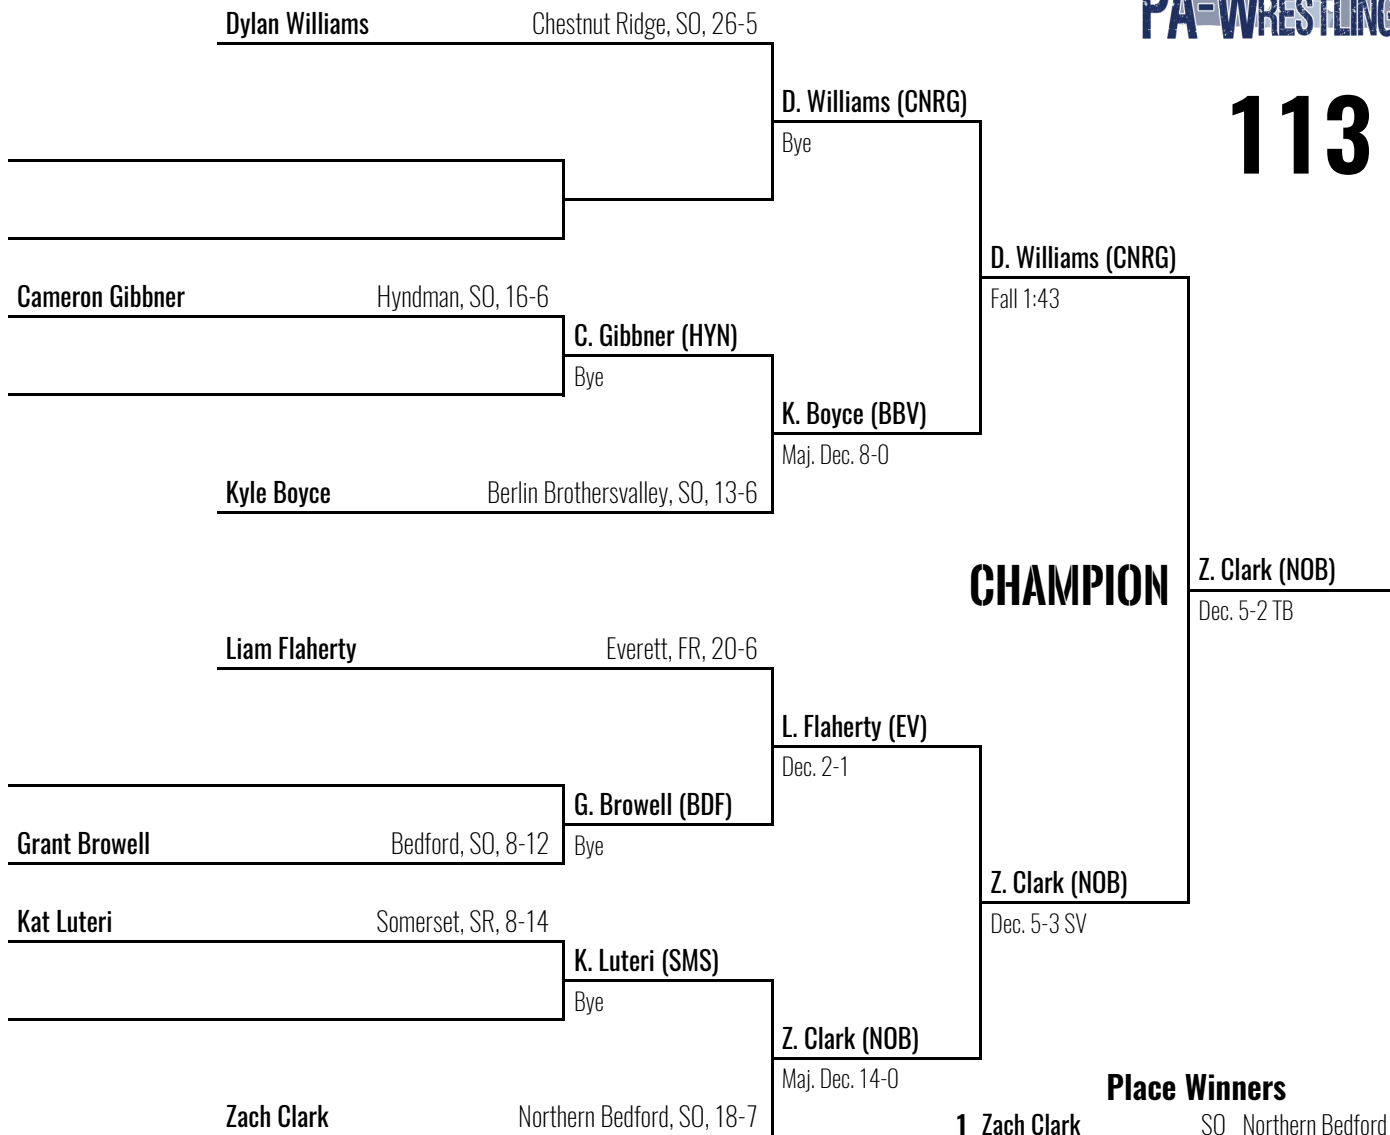 PA-WRESTLING
Dylan Williams Chestnut Ridge, SO, 26-5
D. Williams (CNRG)
113
Bye
D. Williams (CNRG)
Cameron Gibbner Hyndman, SO, 16-6
Fall 1:43
C. Gibbner (HYN)
Bye
K. Boyce (BBV)
Maj. Dec. 8-0
Kyle Boyce Berlin Brothersvalley, SO, 13-6
CHAMPION
Z. Clark (NOB)
Dec. 5-2 TB
Liam Flaherty Everett, FR, 20-6
L. Flaherty (EV)
Dec. 2-1
G. Browell (BDF)
Grant Browell Bedford, SO, 8-12
Bye
Z. Clark (NOB)
Kat Luteri Somerset, SR, 8-14
Dec. 5-3 SV
K. Luteri (SMS)
Bye
Z. Clark (NOB)
Maj. Dec. 14-0
Place Winners
Zach Clark Northern Bedford, SO, 18-7
1 Zach Clark SO Northern Bedford